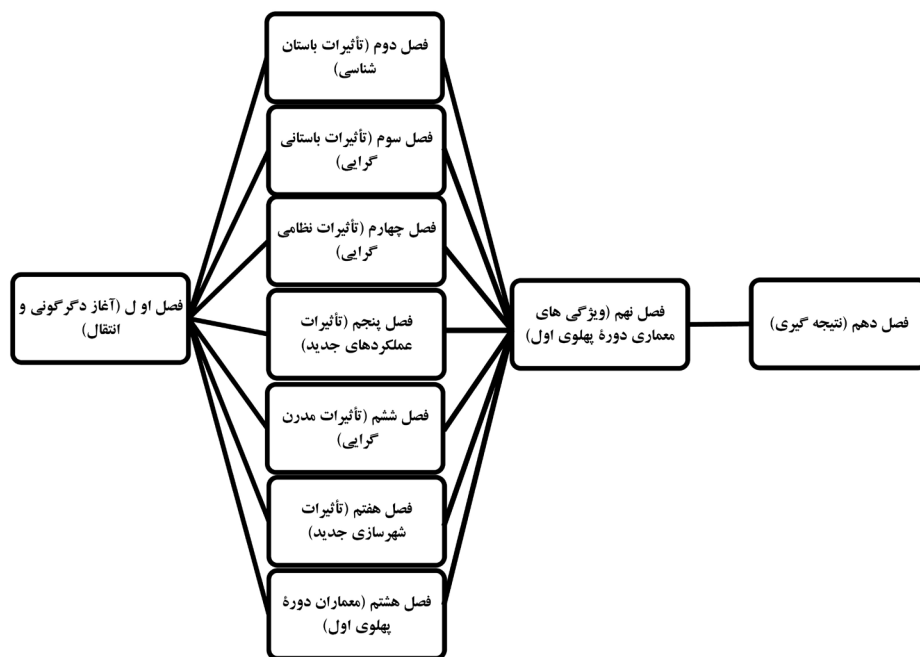 فصل او ل (آغاز دگرگونی و
انتقال)
فصل دوم (تأثیرات باستان
شناسی)
فصل سوم (تأثیرات باستانی
گرایی)
فصل چهارم (تأثیرات نظامی
گرایی)
فصل پنجم (تأثیرات
عملکردهای جدید)
فصل ششم (تأثیرات مدرن
گرایی)
فصل هفتم (تأثیرات
شهرسازی جدید)
فصل هشتم (معماران دورۀ
پهلوی اول)
فصل نهم (ویژگی های
معماری دورۀ پهلوی اول)
فصل دهم (نتیجه گیری)